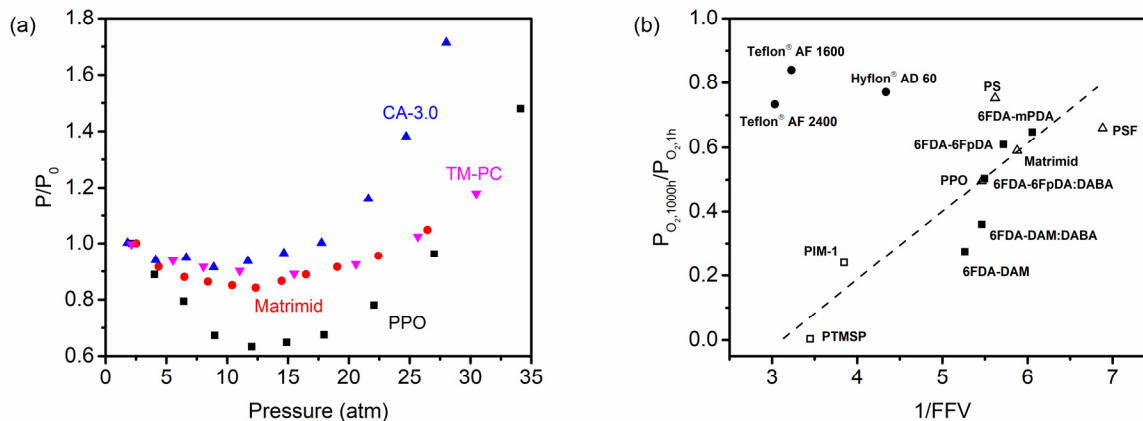 (a)
P/P0
1.8
1.6
1.4
1.2
1.0
0.8
0.6
0
5
10
15
20
25
30
35
Pressure (atm)
CA-3.0
TM-PC
Matrimid
PPO
(b)
PO2,1000h/PO2,1h
1.0
0.8
0.6
0.4
0.2
0.0
3
4
5
6
7
1/FFV
Teflon® AF 1600
Hyflon® AD 60
Teflon® AF 2400
PS
6FDA-mPDA
PSF
6FDA-6FpDA
Matrimid
PPO
6FDA-6FpDA:DABA
6FDA-DAM:DABA
PIM-1
6FDA-DAM
PTMSP